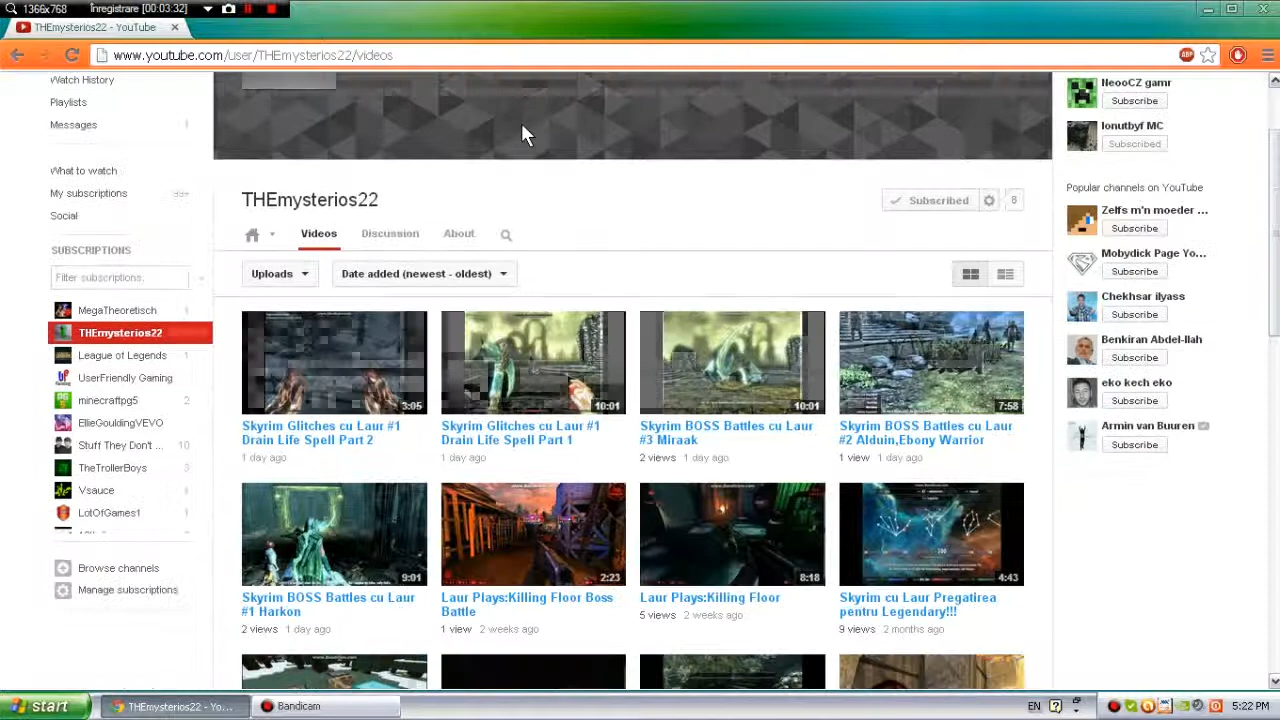 1366x768 Inregistrare [00:03:32]
THEmysterios22 - YouTube
www.youtube.com/user/THEmysterios22/videos
ABP
Watch History
Playlists
Messages 1
What to watch
My subscriptions 99+
Social
SUBSCRIPTIONS
Filter subscriptions.
MegaTheoretisch 1
THEmysterios22
League of Legends 1
UserFriendly Gaming
minecraftpg5 2
EllieGouldingVEVO
Stuff They Don't ... 10
TheTrollerBoys 3
Vsauce
LotOfGames1
Browse channels
Manage subscriptions
THEmysterios22
Subscribed 8
Videos Discussion About
Uploads Date added (newest - oldest)
3:05 10:01 10:01 7:58
Skyrim Glitches cu Laur #1
Drain Life Spell Part 2
1 day ago
Skyrim Glitches cu Laur #1
Drain Life Spell Part 1
1 day ago
Skyrim BOSS Battles cu Laur
#3 Miraak
2 views 1 day ago
Skyrim BOSS Battles cu Laur
#2 Alduin,Ebony Warrior
1 view 1 day ago
9:01 2:23 8:18 4:43
Skyrim BOSS Battles cu Laur
#1 Harkon
2 views 1 day ago
Laur Plays:Killing Floor Boss
Battle
1 view 2 weeks ago
Laur Plays:Killing Floor
5 views 2 weeks ago
Skyrim cu Laur Pregatirea
pentru Legendary!!!
9 views 2 months ago
NeooCZ gamr
Subscribe
Ionutbyf MC
Subscribed
Popular channels on YouTube
Zelfs m'n moeder ...
Subscribe
Mobydick Page Yo...
Subscribe
Chekhsar ilyass
Subscribe
Benkiran Abdel-Ilah
Subscribe
eko kech eko
Subscribe
Armin van Buuren
Subscribe
start THEmysterios22 - Yo... Bandicam EN 5:22 PM